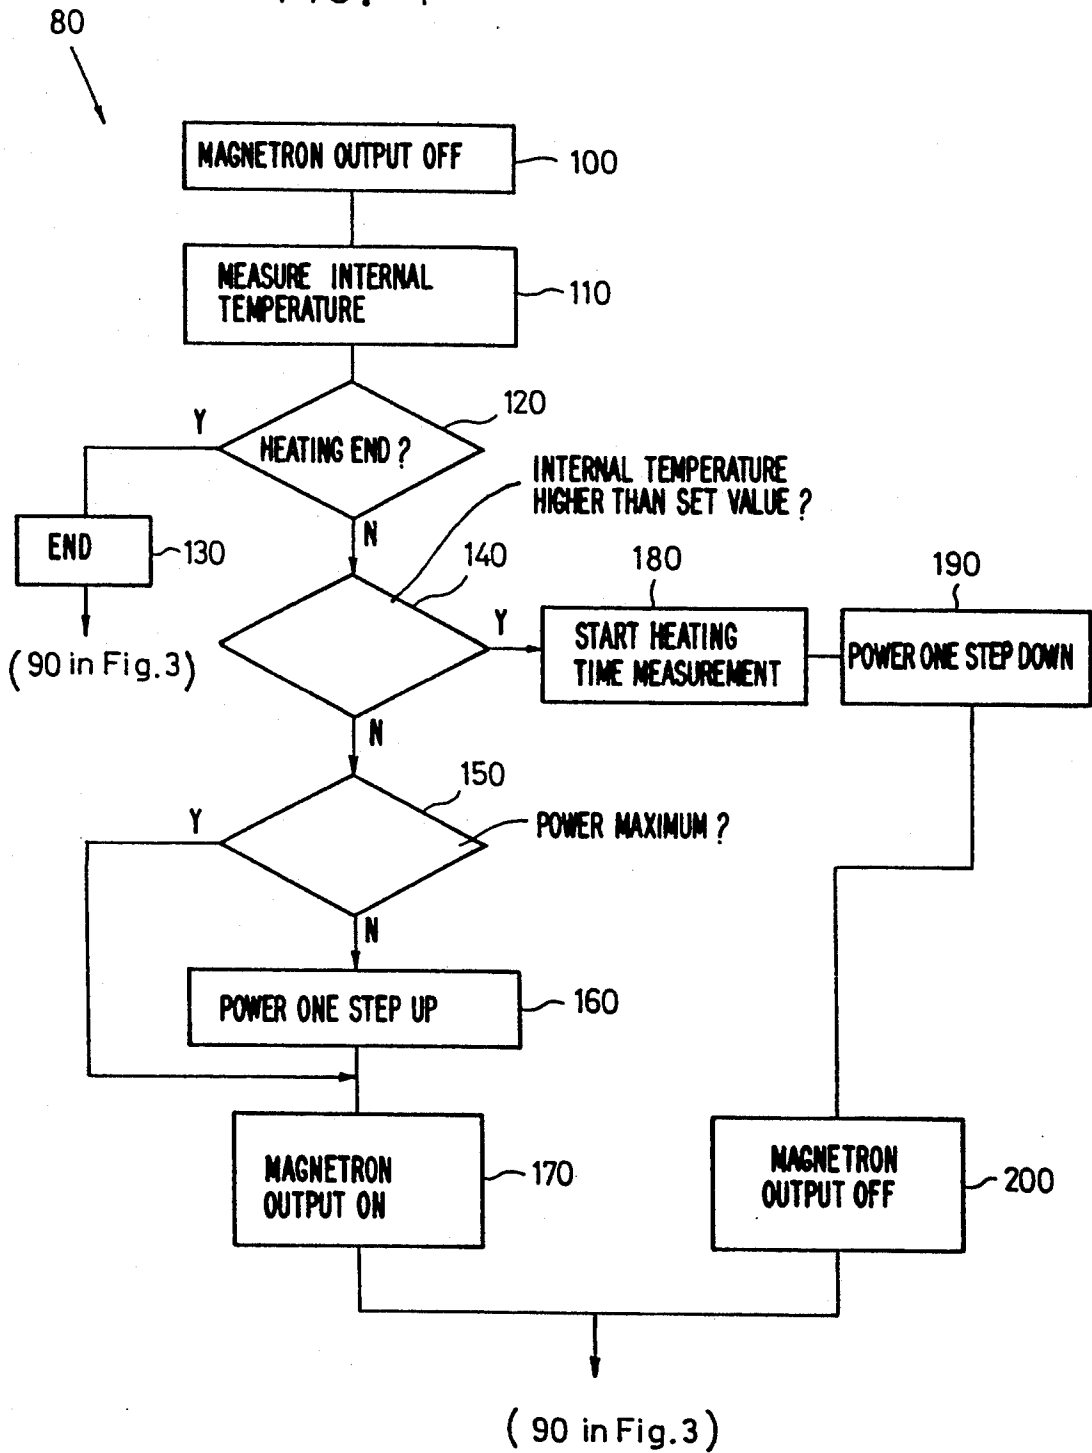 80
MAGNETRON OUTPUT OFF
100
MEASURE INTERNAL
TEMPERATURE
110
120
Y
HEATING END?
INTERNAL TEMPERATURE
HIGHER THAN SET VALUE?
N
END
130
140
180
190
Y
START HEATING
TIME MEASUREMENT
POWER ONE STEP DOWN
(90 in Fig.3)
N
150
Y
POWER MAXIMUM?
N
POWER ONE STEP UP
160
MAGNETRON
OUTPUT ON
170
MAGNETRON
OUTPUT OFF
200
(90 in Fig.3)